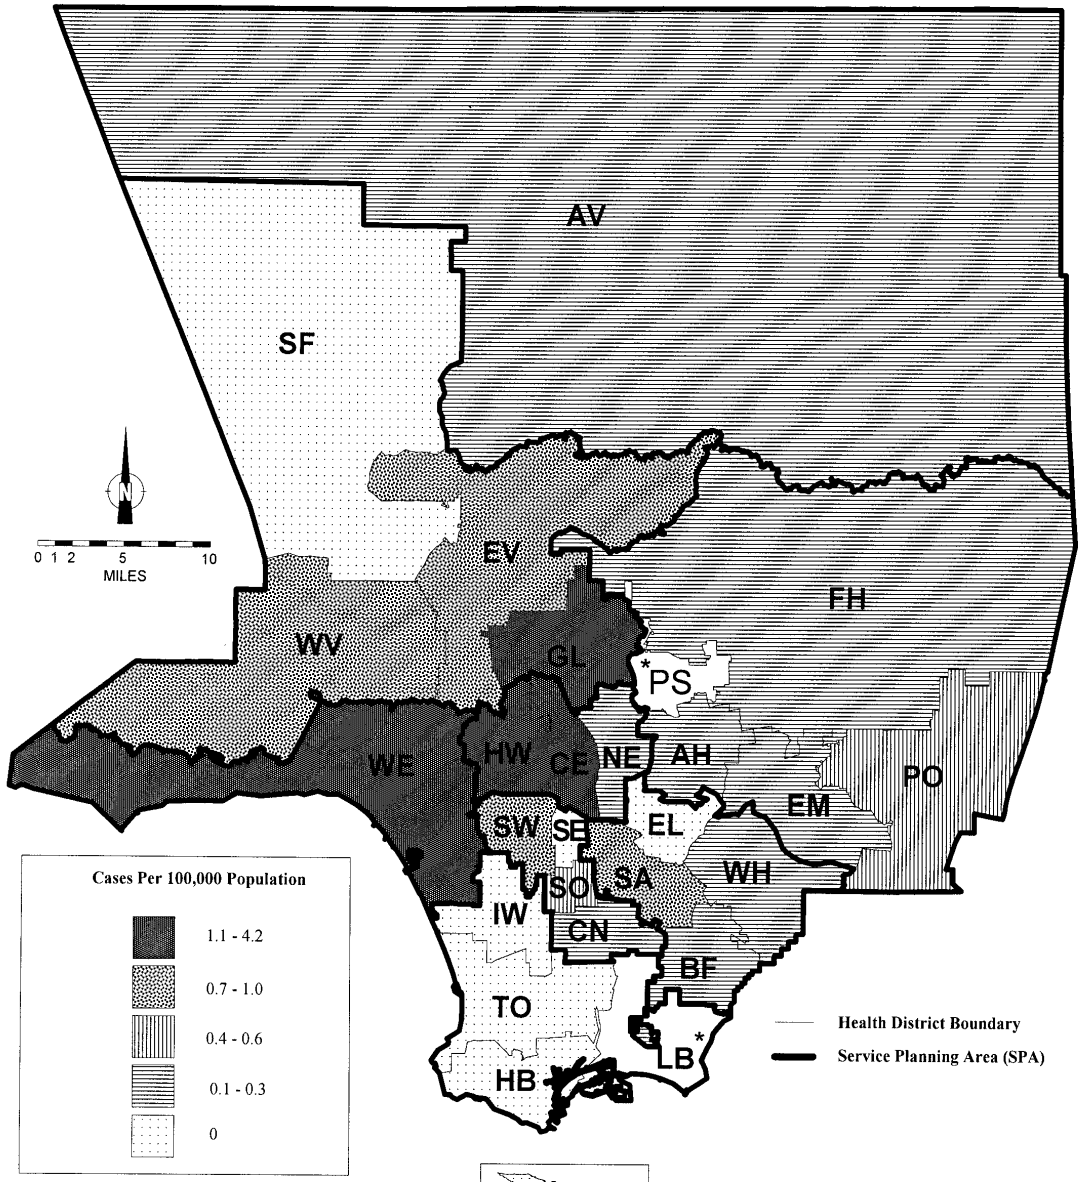 AV
SF
N
0 1 2 5 10
MILES
EV
FH
WV
GL
* PS
WE
HW
CE
NE
AH
PO
EM
SW
SE
EL
WH
SA
SO
IW
CN
BF
TO
*
LB
HB
Cases Per 100,000 Population
1.1 - 4.2
0.7 - 1.0
0.4 - 0.6
0.1 - 0.3
0
Health District Boundary
Service Planning Area (SPA)